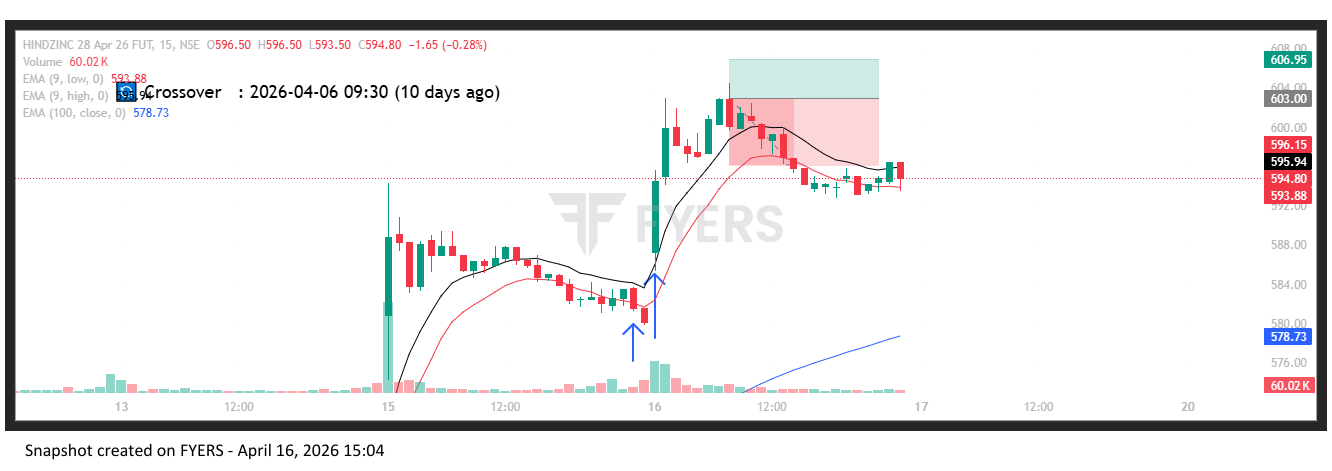 HINDZINC 28 Apr 26 FUT, 15, NSE O596.50 H596.50 L593.50 C594.80 −1.65 (−0.28%)
Volume 60.02 K
EMA (9, low, 0) 593.88
Crossover : 2026-04-06 09:30 (10 days ago)
EMA (9, high, 0) 595.94
EMA (100, close, 0) 578.73
FYERS
608.00
606.95
604.00
603.00
600.00
596.15
595.94
594.80
593.88
592.00
588.00
584.00
580.00
578.73
576.00
60.02 K
13 12:00 15 12:00 16 12:00 17 12:00 20
Snapshot created on FYERS - April 16, 2026 15:04